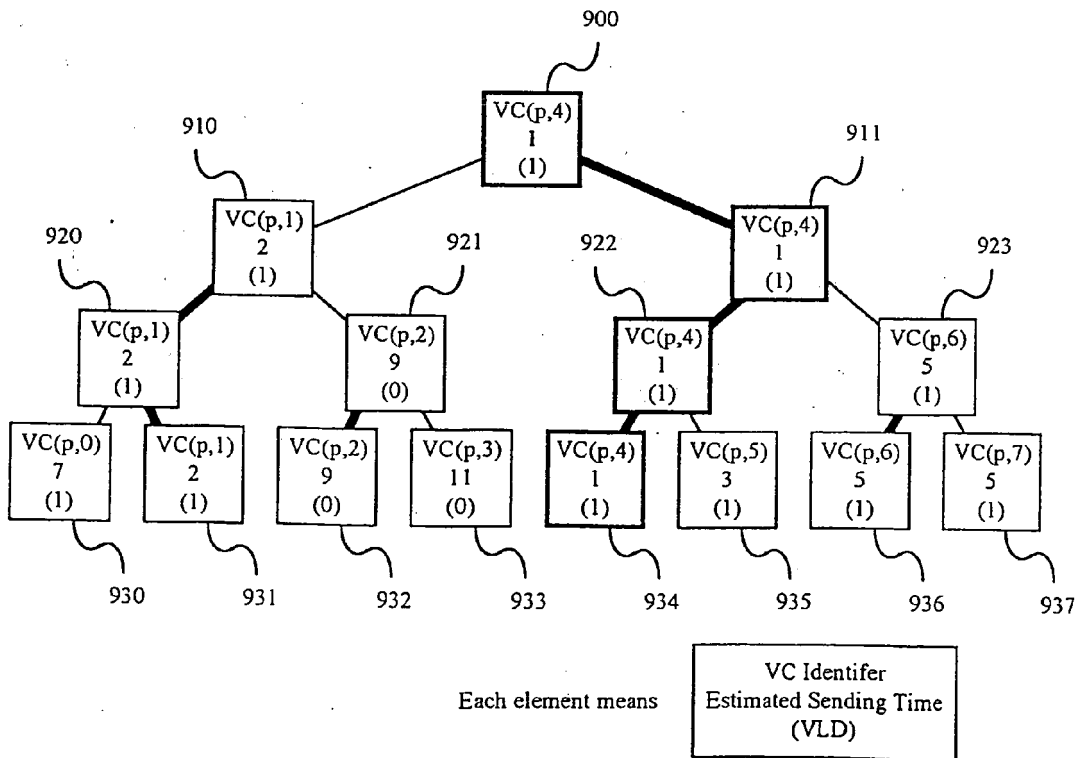 900
VC(p,4)
1
(1)
910
VC(p,1)
2
(1)
911
VC(p,4)
1
(1)
920
VC(p,1)
2
(1)
921
VC(p,2)
9
(0)
922
VC(p,4)
1
(1)
923
VC(p,6)
5
(1)
VC(p,0)
7
(1)
VC(p,1)
2
(1)
VC(p,2)
9
(0)
VC(p,3)
11
(0)
VC(p,4)
1
(1)
VC(p,5)
3
(1)
VC(p,6)
5
(1)
VC(p,7)
5
(1)
930
931
932
933
934
935
936
937
Each element means
VC Identifer
Estimated Sending Time
(VLD)